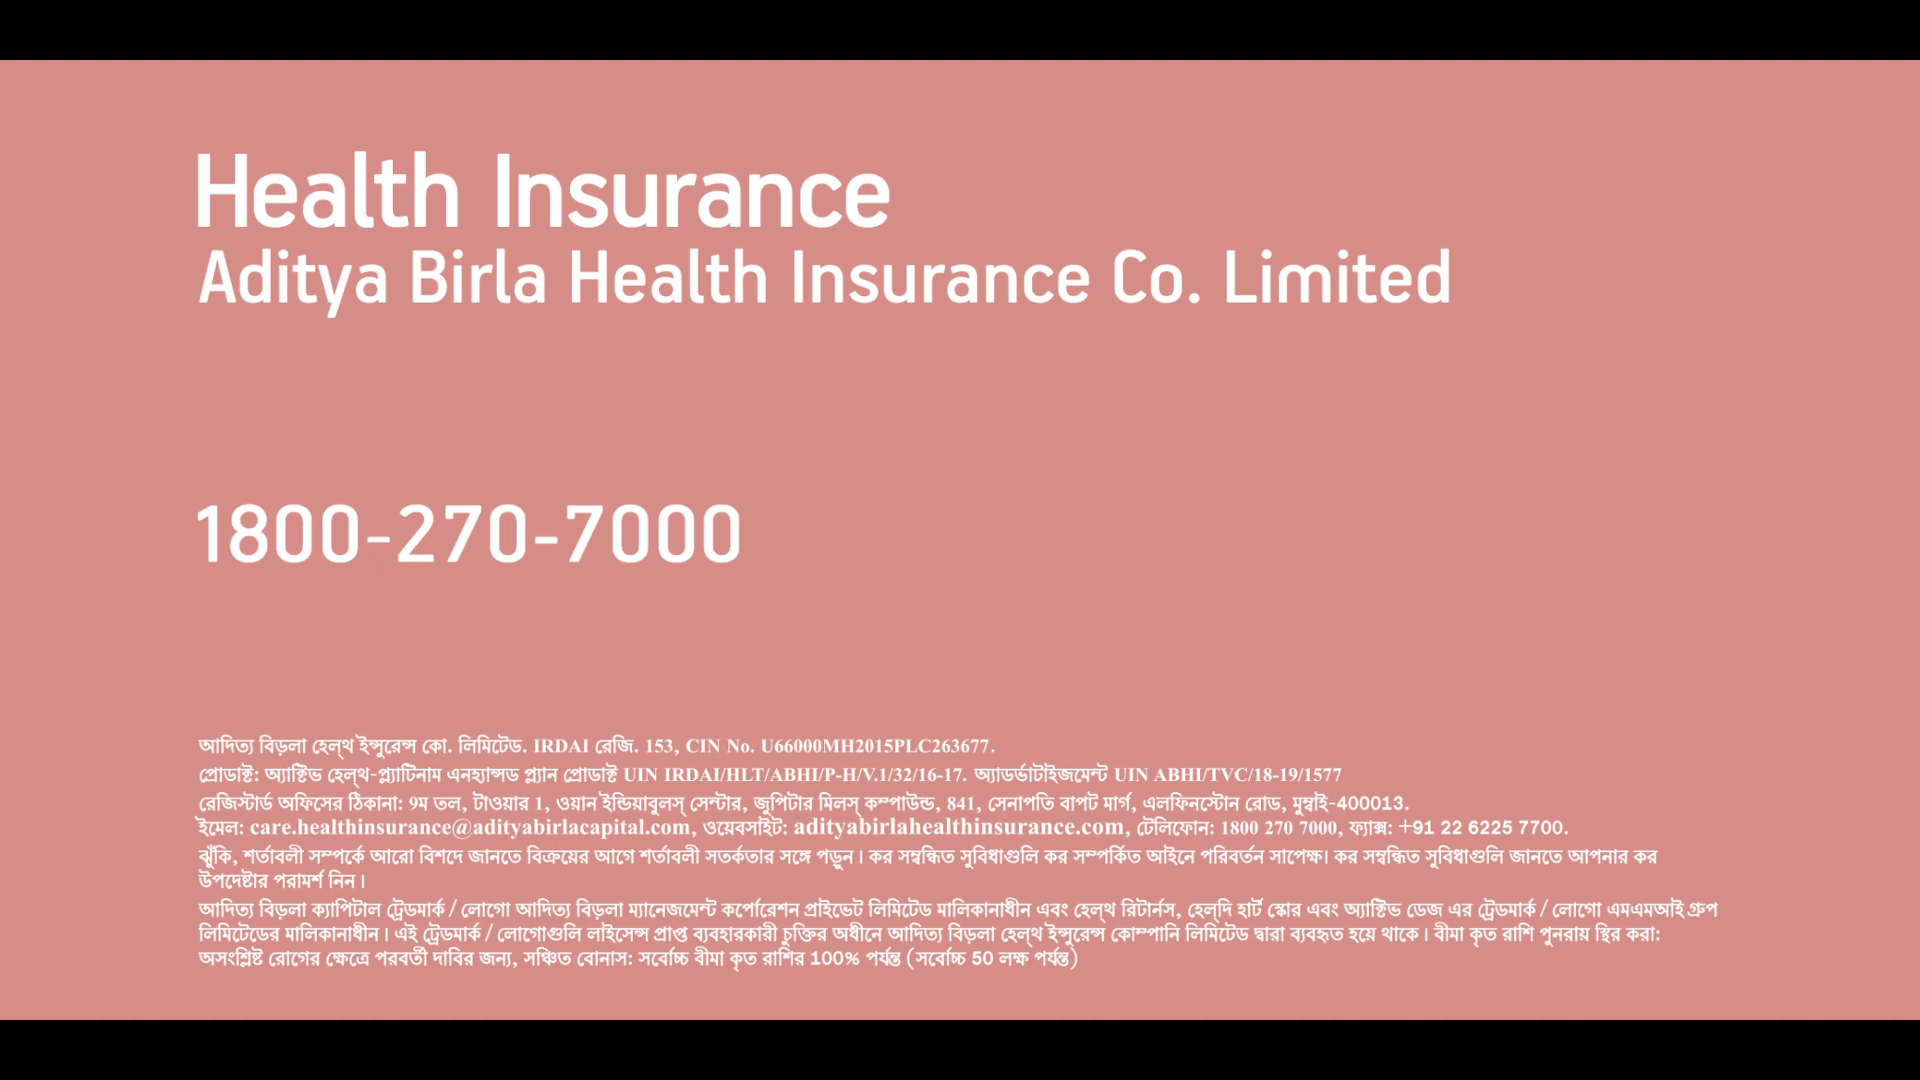 Health Insurance
Aditya Birla Health Insurance Co. Limited
1800-270-7000
আদিত্য বিড়লা হেল্‌থ ইন্সুরেন্স কো. লিমিটেড. IRDAI রেজি. 153, CIN No. U66000MH2015PLC263677.
প্রোডাক্ট: অ্যাক্টিভ হেল্‌থ-প্ল্যাটিনাম এনহ্যান্সড প্ল্যান প্রোডাক্ট UIN IRDAI/HLT/ABHI/P-H/V.1/32/16-17. অ্যাডর্ভাটাইজমেন্ট UIN ABHI/TVC/18-19/1577
রেজিস্টার্ড অফিসের ঠিকানা: 9ম তল, টাওয়ার 1, ওয়ান ইন্ডিয়াবুলস্ সেন্টার, জুপিটার মিলস্ কম্পাউন্ড, 841, সেনাপতি বাপট মার্গ, এলফিনস্টোন রোড, মুম্বাই-400013.
ইমেল: care.healthinsurance@adityabirlacapital.com, ওয়েবসাইট: adityabirlahealthinsurance.com, টেলিফোন: 1800 270 7000, ফ্যাক্স: +91 22 6225 7700.
ঝুঁকি, শর্তাবলী সম্পর্কে আরো বিশদে জানতে বিক্রয়ের আগে শর্তাবলী সতর্কতার সঙ্গে পড়ুন। কর সম্বন্ধিত সুবিধাগুলি কর সম্পর্কিত আইনে পরিবর্তন সাপেক্ষ। কর সম্বন্ধিত সুবিধাগুলি জানতে আপনার কর
উপদেষ্টার পরামর্শ নিন।
আদিত্য বিড়লা ক্যাপিটাল ট্রেডমার্ক / লোগো আদিত্য বিড়লা ম্যানেজমেন্ট কর্পোরেশন প্রাইভেট লিমিটেড মালিকানাধীন এবং হেল্‌থ রিটার্নস, হেল্‌দি হার্ট স্কোর এবং অ্যাক্টিভ ডেজ এর ট্রেডমার্ক / লোগো এমএমআই গ্রুপ
লিমিটেডের মালিকানাধীন। এই ট্রেডমার্ক / লোগোগুলি লাইসেন্স প্রাপ্ত ব্যবহারকারী চুক্তির অধীনে আদিত্য বিড়লা হেল্‌থ ইন্সুরেন্স কোম্পানি লিমিটেড দ্বারা ব্যবহৃত হয়ে থাকে। বীমা কৃত রাশি পুনরায় স্থির করা:
অসংশ্লিষ্ট রোগের ক্ষেত্রে পরবর্তী দাবির জন্য, সঞ্চিত বোনাস: সর্বোচ্চ বীমা কৃত রাশির 100% পর্যন্ত (সর্বোচ্চ 50 লক্ষ পর্যন্ত)